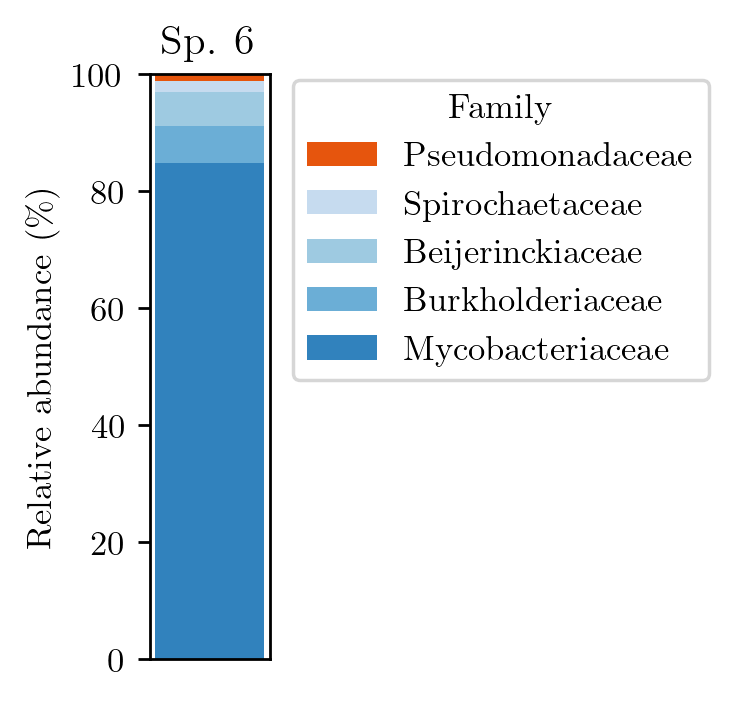 Sp. 6
Relative abundance (%)
100
80
60
40
20
0
Family
Pseudomonadaceae
Spirochaetaceae
Beijerinckiaceae
Burkholderiaceae
Mycobacteriaceae